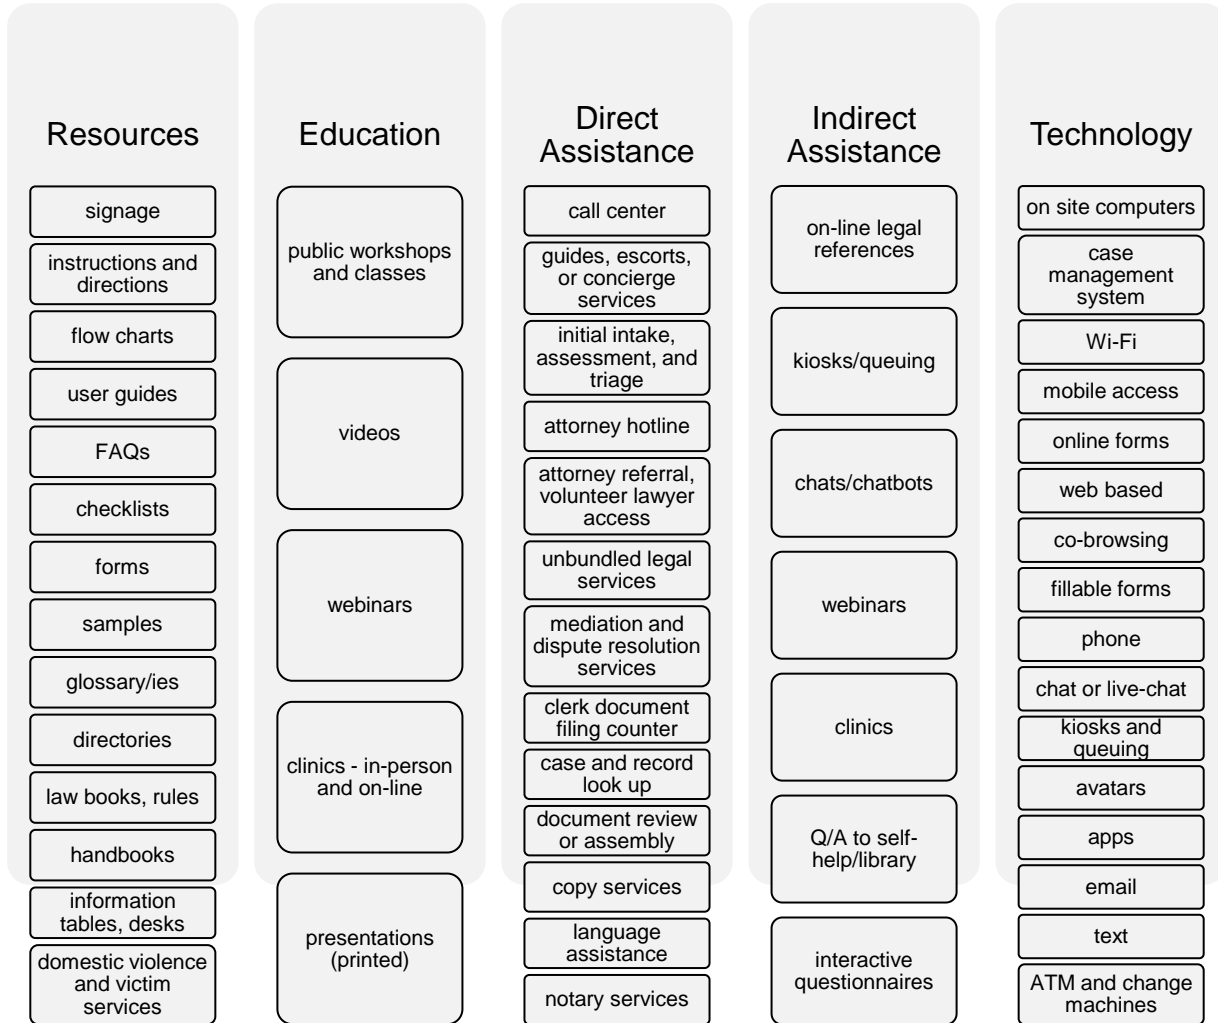 Resources
signage
instructions and
directions
flow charts
user guides
FAQs
checklists
forms
samples
glossary/ies
directories
law books, rules
handbooks
information
tables, desks
domestic violence
and victim
services
Education
public workshops
and classes
videos
webinars
clinics - in-person
and on-line
presentations
(printed)
Direct
Assistance
call center
guides, escorts,
or concierge
services
initial intake,
assessment, and
triage
attorney hotline
attorney referral,
volunteer lawyer
access
unbundled legal
services
mediation and
dispute resolution
services
clerk document
filing counter
case and record
look up
document review
or assembly
copy services
language
assistance
notary services
Indirect
Assistance
on-line legal
references
kiosks/queuing
chats/chatbots
webinars
clinics
Q/A to self-
help/library
interactive
questionnaires
Technology
on site computers
case
management
system
Wi-Fi
mobile access
online forms
web based
co-browsing
fillable forms
phone
chat or live-chat
kiosks and
queuing
avatars
apps
email
text
ATM and change
machines